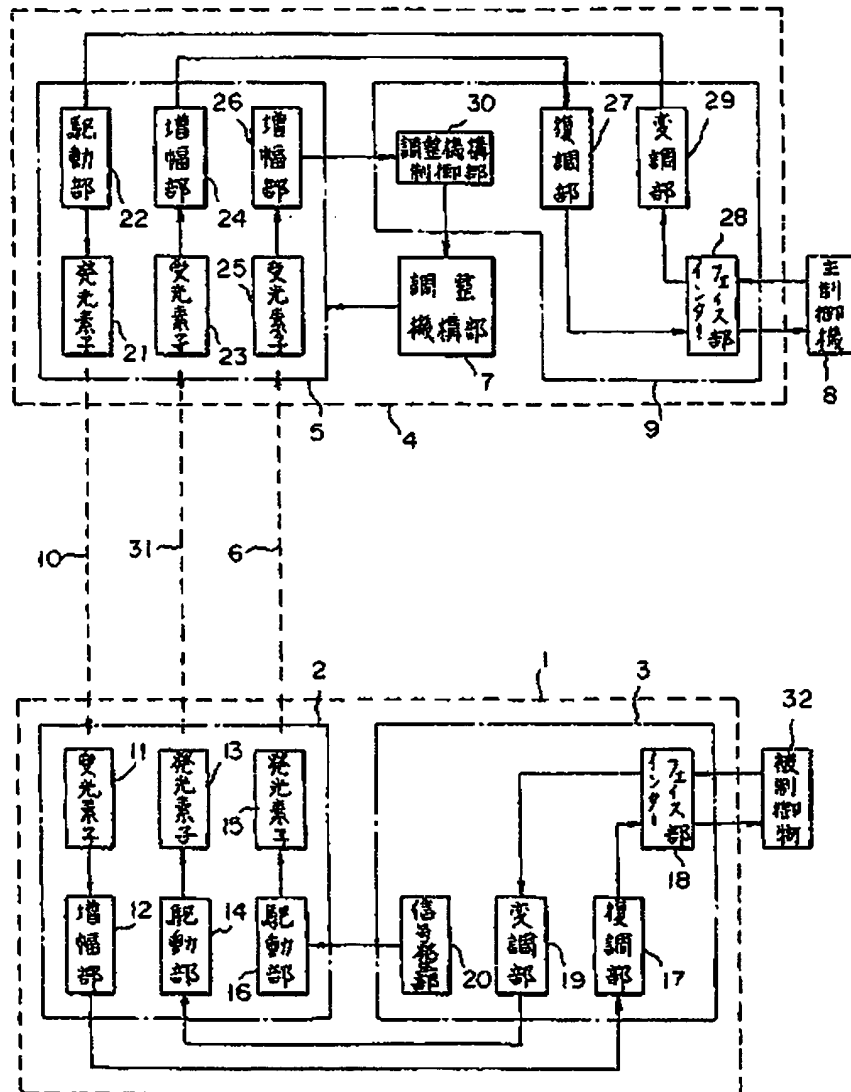 駆動部
22
増幅部
24
26
増幅部
30
調整機構
制御部
27
復調部
変調部
29
発光素子
21
受光素子
23
25
受光素子
調整
機構部
7
28
インターフェイス部
主制御機
8
5
4
9
10
31
6
1
2
3
32
受光素子
11
発光素子
13
発光素子
15
インターフェイス部
18
被制御物
増幅部
12
駆動部
14
駆動部
16
信号発生部
20
変調部
19
復調部
17